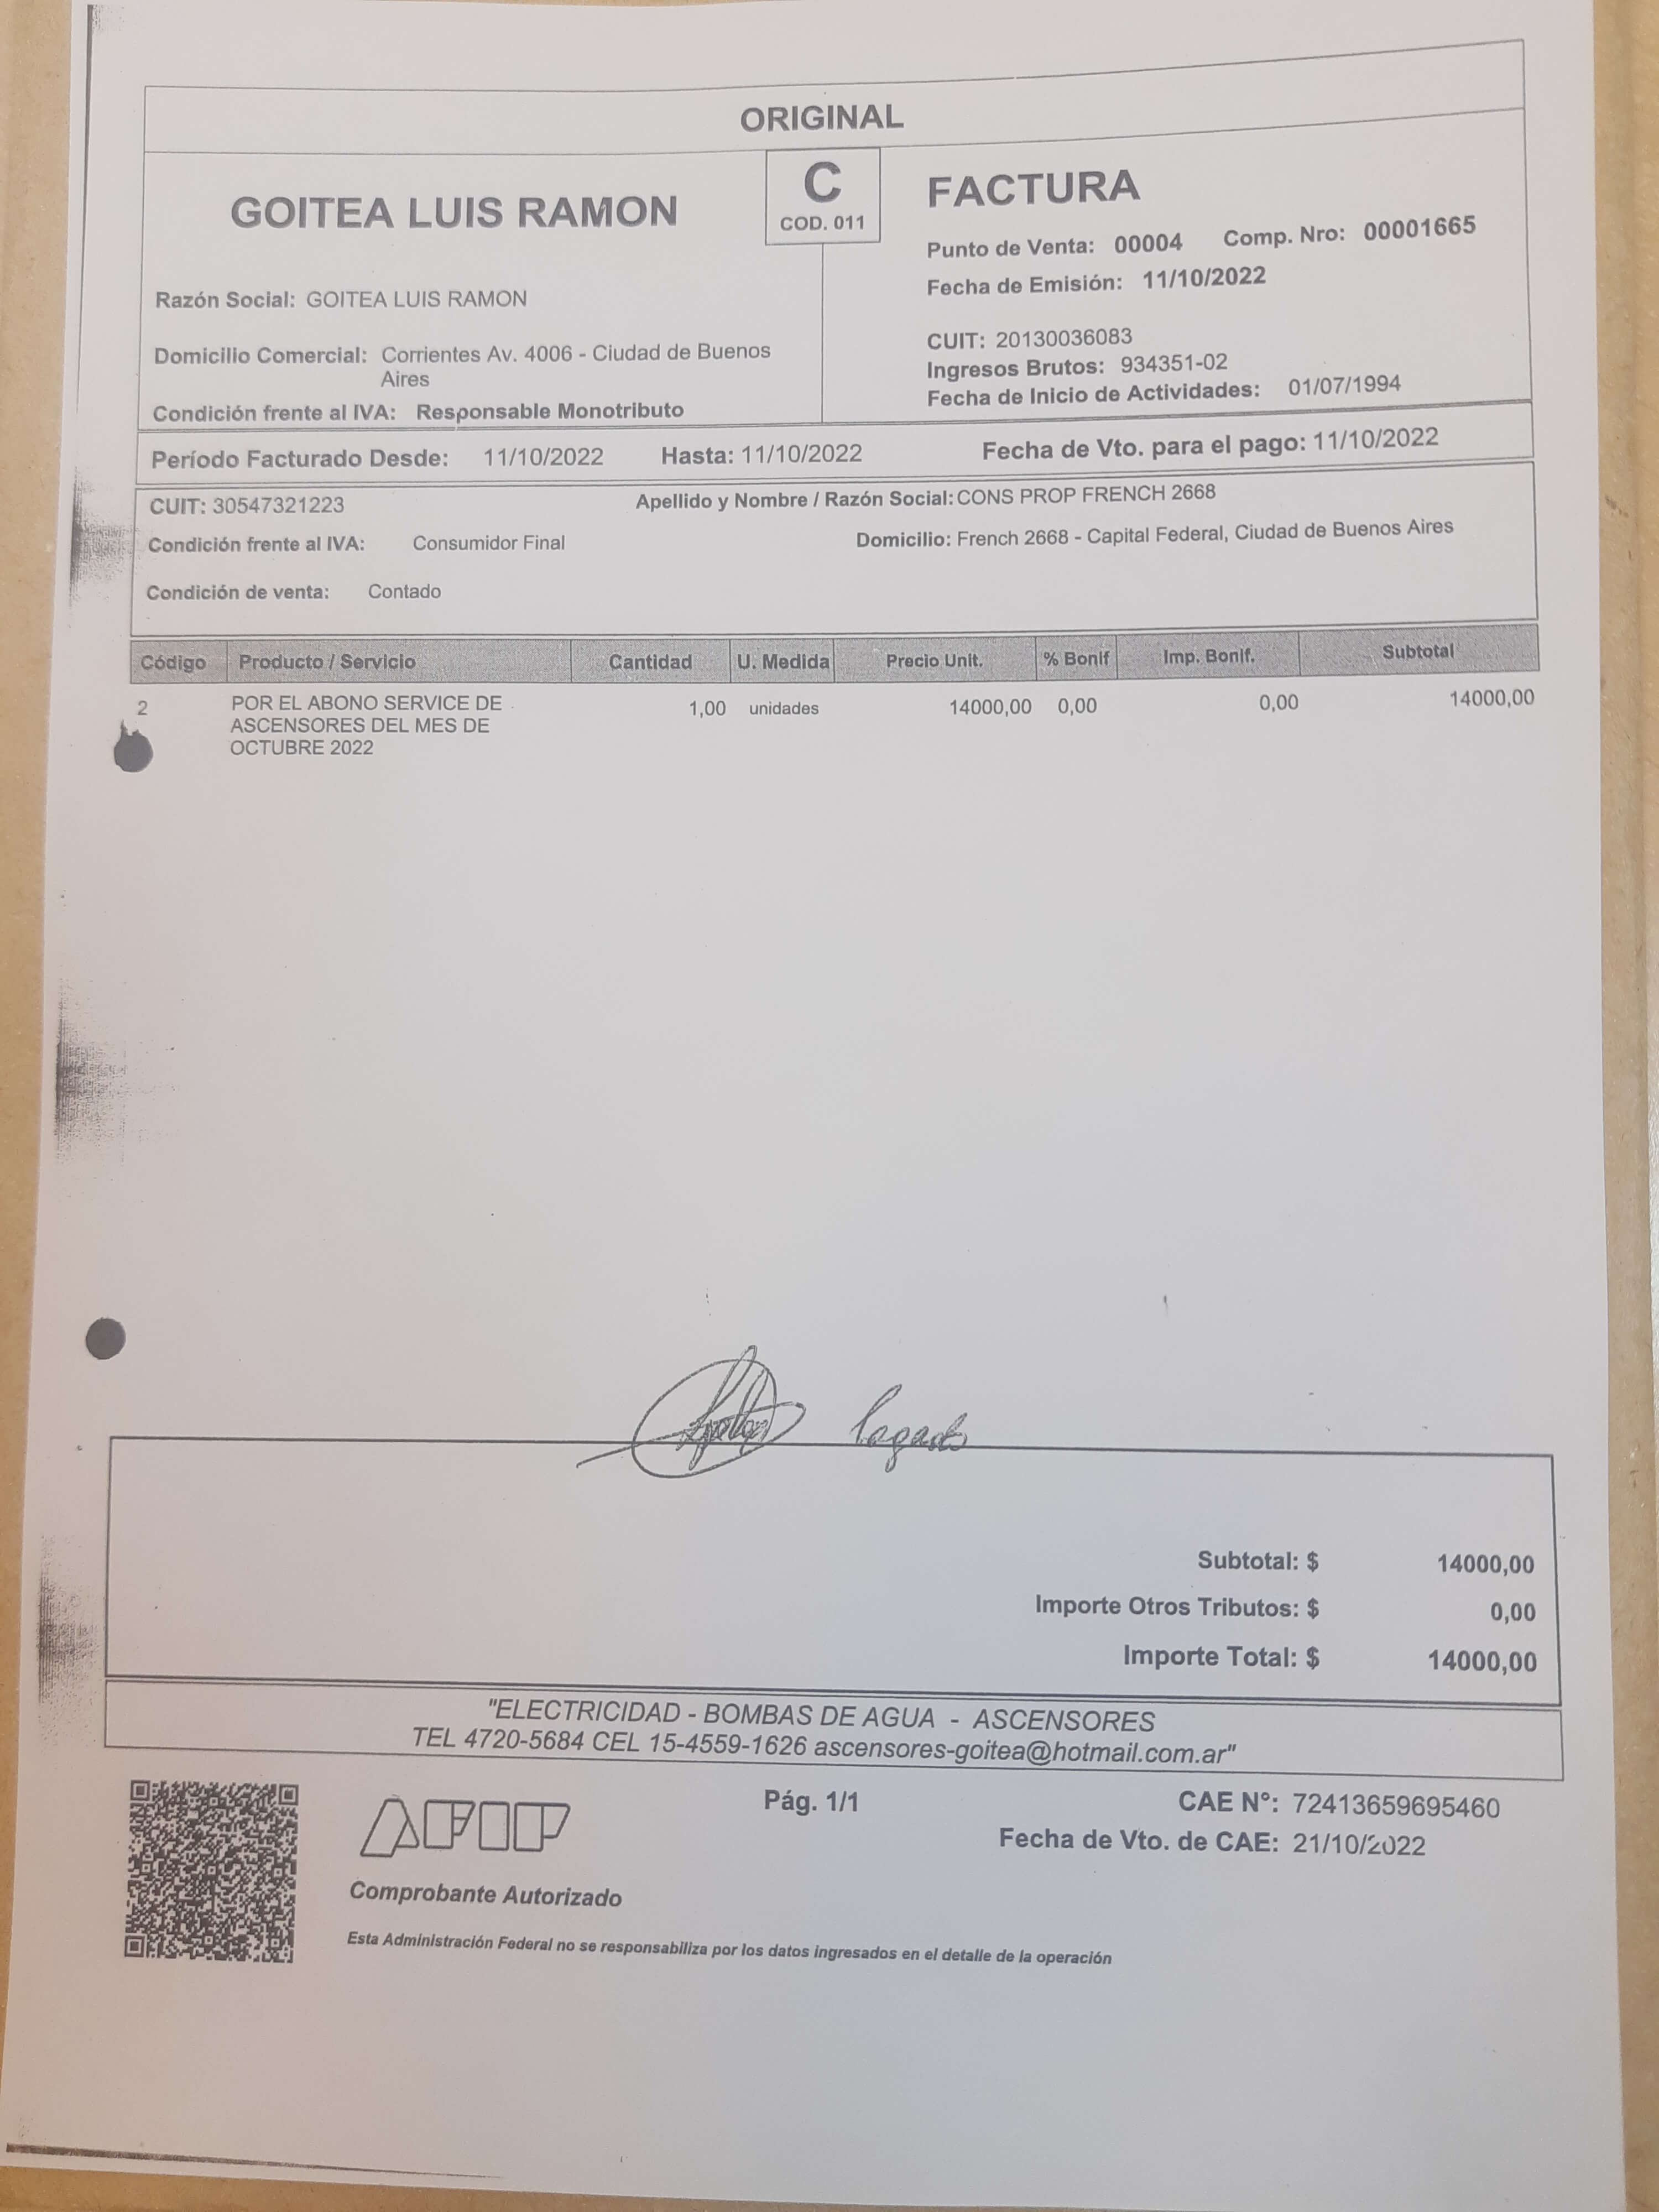 ORIGINAL
GOITEA LUIS RAMON
C
COD. 011
FACTURA
Punto de Venta: 00004 Comp. Nro: 00001665
Fecha de Emisión: 11/10/2022
Razón Social: GOITEA LUIS RAMON
Domicilio Comercial: Corrientes Av. 4006 - Ciudad de Buenos
Aires
Condición frente al IVA: Responsable Monotributo
CUIT: 20130036083
Ingresos Brutos: 934351-02
Fecha de Inicio de Actividades: 01/07/1994
Período Facturado Desde: 11/10/2022 Hasta: 11/10/2022 Fecha de Vto. para el pago: 11/10/2022
CUIT: 30547321223 Apellido y Nombre / Razón Social: CONS PROP FRENCH 2668
Condición frente al IVA: Consumidor Final Domicilio: French 2668 - Capital Federal, Ciudad de Buenos Aires
Condición de venta: Contado
Código Producto / Servicio Cantidad U. Medida Precio Unit. % Bonif Imp. Bonif. Subtotal
2 POR EL ABONO SERVICE DE 1,00 unidades 14000,00 0,00 0,00 14000,00
ASCENSORES DEL MES DE
OCTUBRE 2022
Pagado
Subtotal: $ 14000,00
Importe Otros Tributos: $ 0,00
Importe Total: $ 14000,00
"ELECTRICIDAD - BOMBAS DE AGUA - ASCENSORES
TEL 4720-5684 CEL 15-4559-1626 ascensores-goitea@hotmail.com.ar"
AFIP
Pág. 1/1
CAE N°: 72413659695460
Fecha de Vto. de CAE: 21/10/2022
Comprobante Autorizado
Esta Administración Federal no se responsabiliza por los datos ingresados en el detalle de la operación